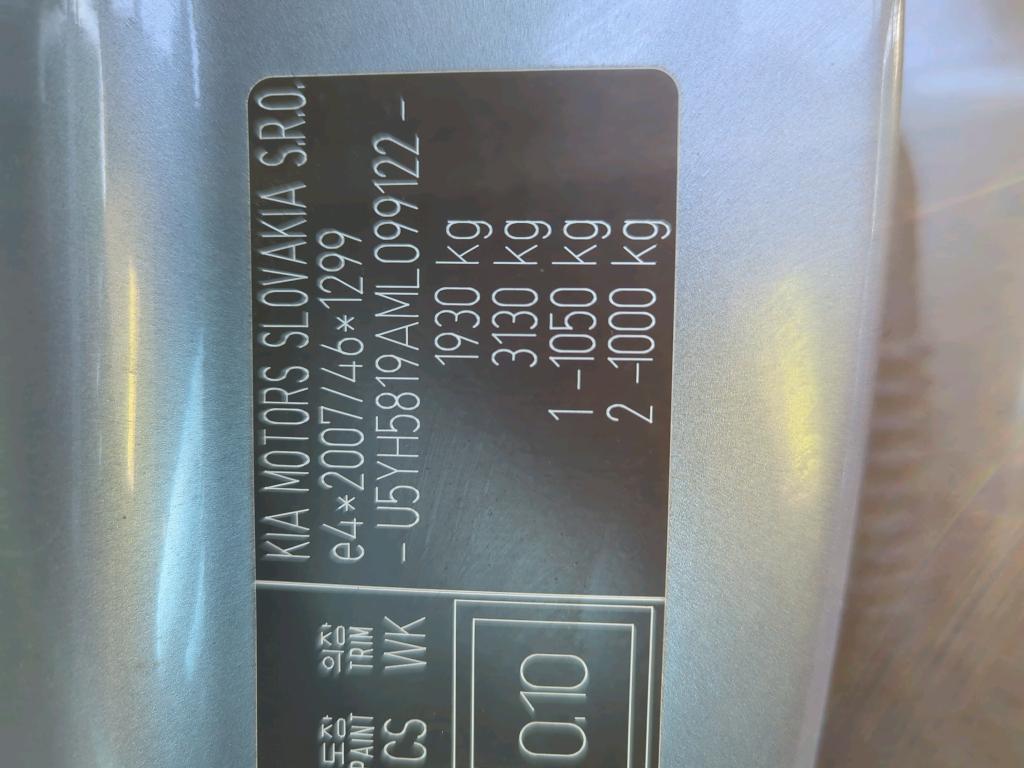 KIA MOTORS SLOVAKIA S.R.O.
e4*2007/46*1299
- U5YH5819AML099122 -
1930 kg
3130 kg
1 -1050 kg
2 -1000 kg
도장 의장
PAINT TRIM
CS WK
0.10